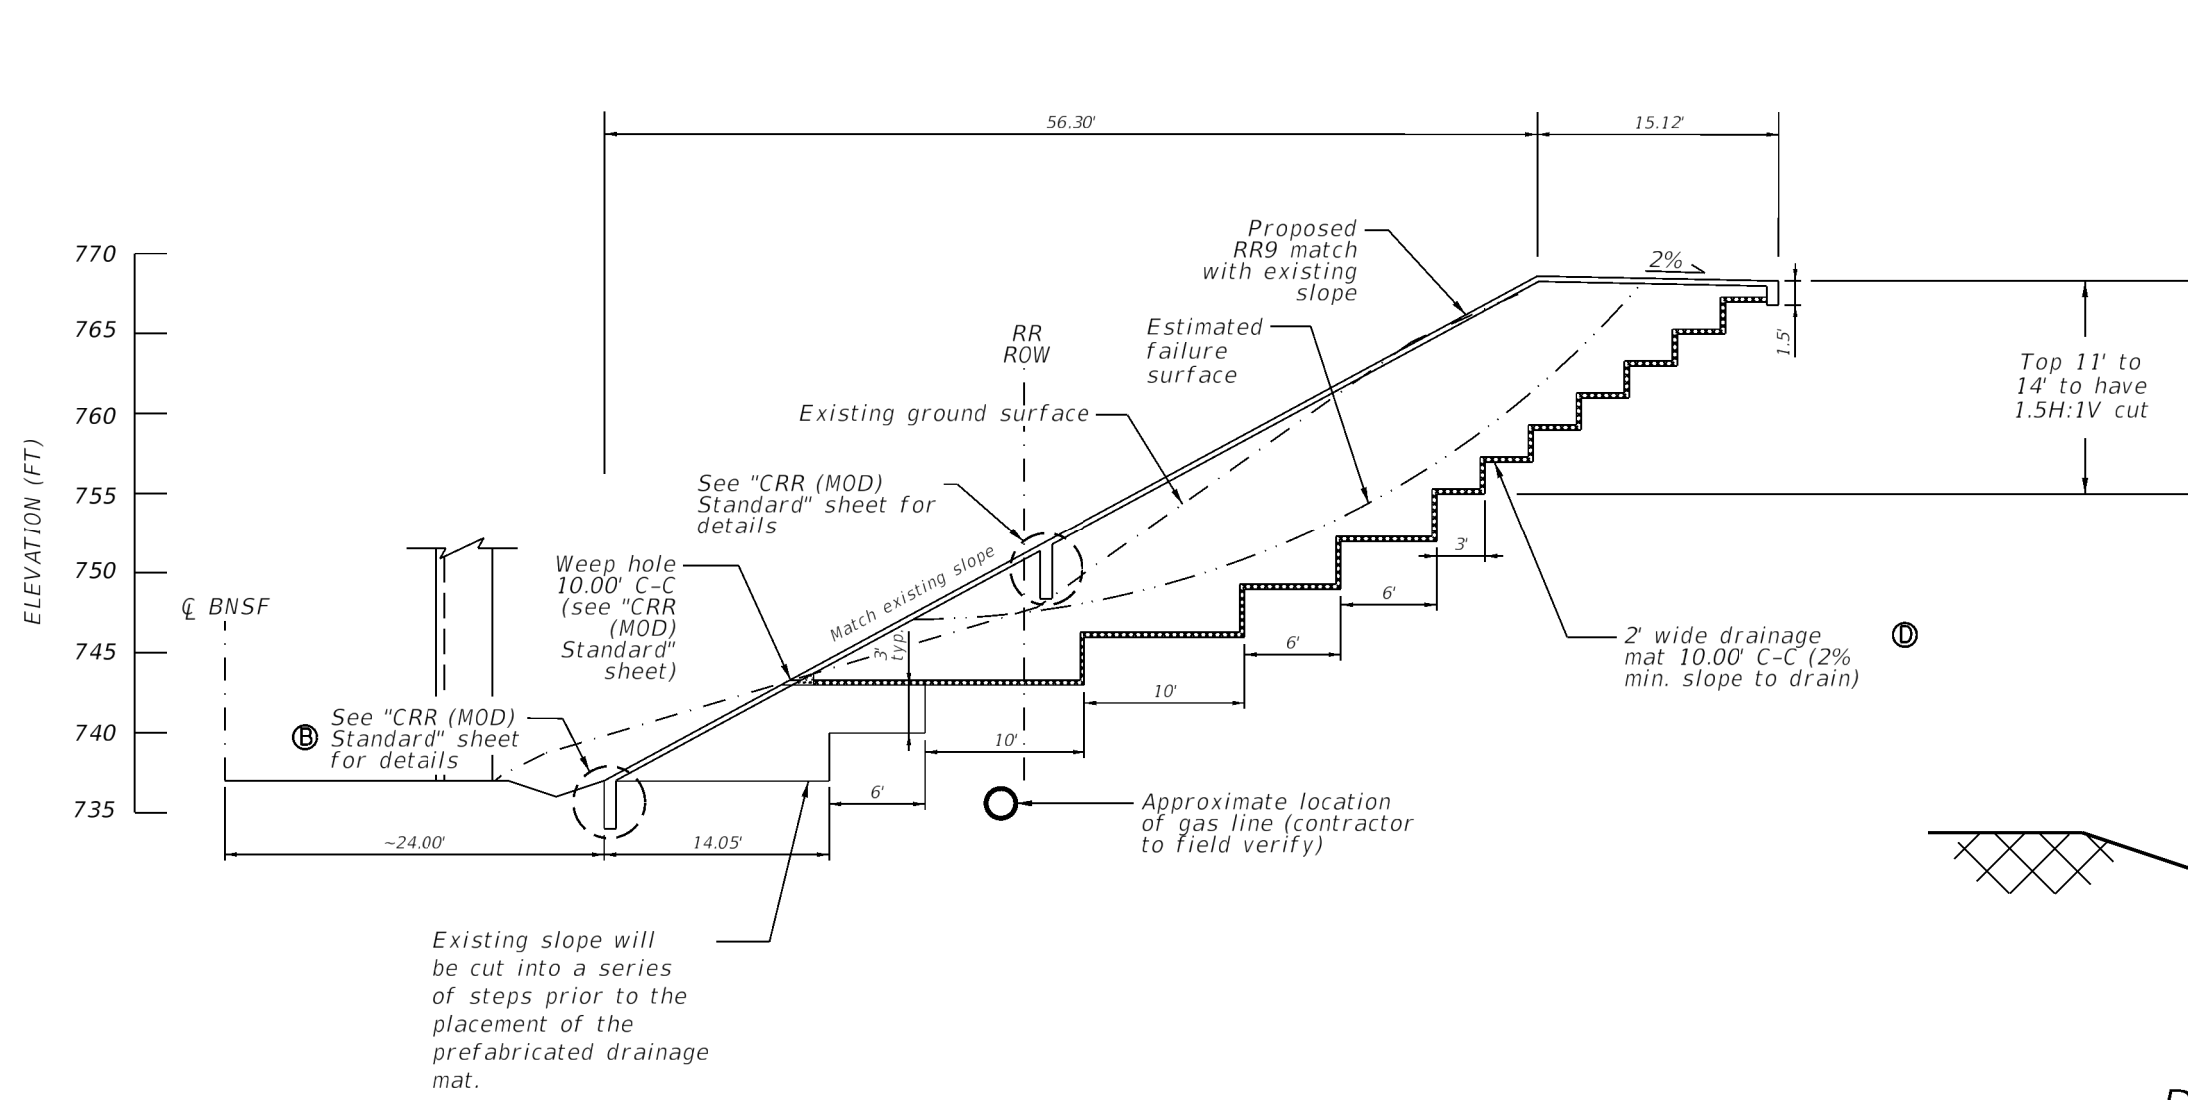 56.30'
15.12'
Proposed
RR9 match
with existing
slope
2%
770
765
760
755
750
745
740
735
ELEVATION (FT)
RR
ROW
Estimated
failure
surface
1.5'
Top 11' to
14' to have
1.5H:1V cut
Existing ground surface
See "CRR (MOD)
Standard" sheet for
details
Weep hole
10.00' C-C
(see "CRR
(MOD)
Standard"
sheet)
Match existing slope
3'
typ.
3'
6'
6'
10'
10'
6'
℄ BNSF
2' wide drainage
mat 10.00' C-C (2%
min. slope to drain)
D
B
See "CRR (MOD)
Standard" sheet
for details
Approximate location
of gas line (contractor
to field verify)
~24.00'
14.05'
Existing slope will
be cut into a series
of steps prior to the
placement of the
prefabricated drainage
mat.